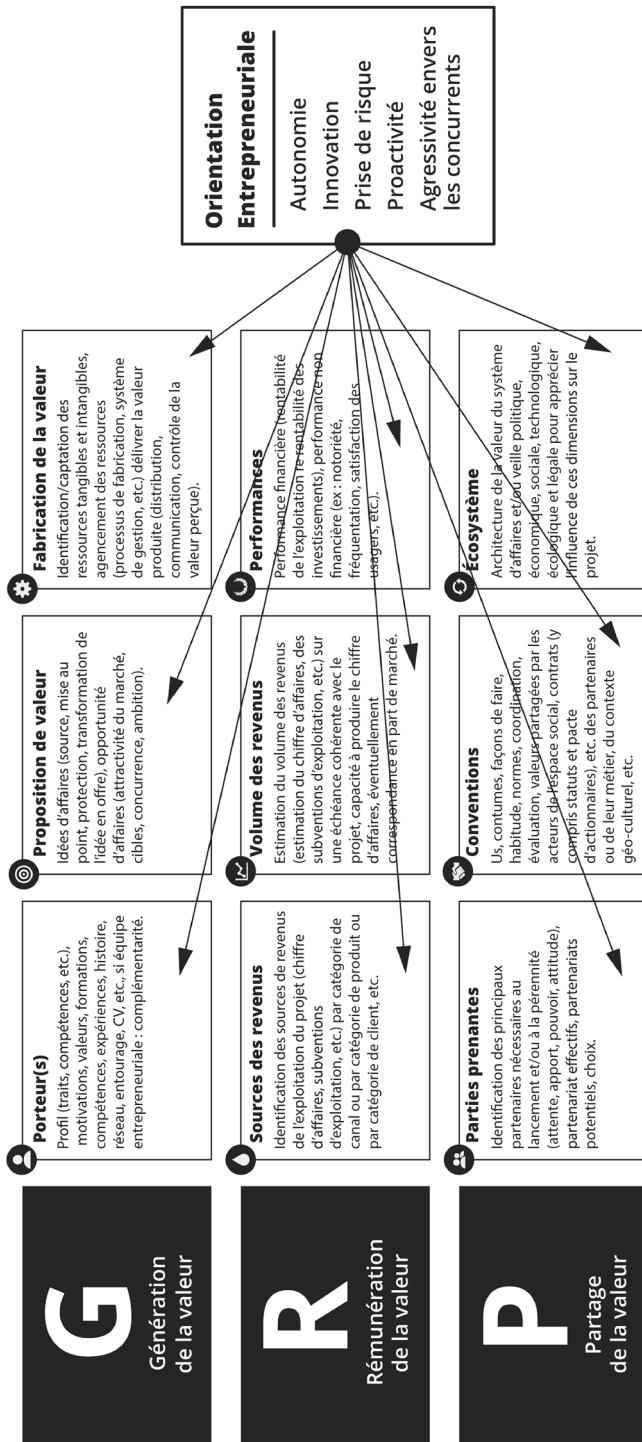 G
Génération
de la valeur
Porteur(s)
Profil (traits, compétences, etc.),
motivations, valeurs, formations,
compétences, expériences, histoire,
réseau, entourage, CV, etc., si équipe
entrepreneuriale : complémentarité.
Proposition de valeur
Idées d'affaires (source, mise au
point, protection, transformation de
l'idée en offre), opportunité
d'affaires (attractivité du marché,
cibles, concurrence, ambition).
Fabrication de la valeur
Identification/captation des
ressources tangibles et intangibles,
agencement des ressources
(processus de fabrication, système
de gestion, etc.) délivrer la valeur
produite (distribution,
communication, contrôle de la
valeur perçue).
R
Rémunération
de la valeur
Sources des revenus
Identification des sources de revenus
de l'exploitation du projet (chiffre
d'affaires, subventions
d'exploitation, etc.) par catégorie de
canal ou par catégorie de produit ou
par catégorie de client, etc.
Volume des revenus
Estimation du volume des revenus
(estimation du chiffre d'affaires, des
subventions d'exploitation, etc.) sur
une échéance cohérente avec le
projet, capacité à produire le chiffre
d'affaires, éventuellement
correspondance en part de marché.
Performances
Performance financière (rentabilité
de l'exploitation re rentabilité des
investissements), performance non
financière (ex : notoriété,
fréquentation, satisfaction des
usagers, etc.).
P
Partage
de la valeur
Parties prenantes
Identification des principaux
partenaires nécessaires au
lancement et/ou à la pérennité
(attente, apport, pouvoir, attitude),
partenariat effectifs, partenariats
potentiels, choix.
Conventions
Us, contumes, façons de faire,
habitude, normes, coordination,
évaluation, valeurs partagées par les
acteurs de l'espace social, contrats (y
compris statuts et pacte
d'actionnaires), etc. des partenaires
ou de leur métier, du contexte
géo-culturel, etc.
Écosystème
Architecture de la valeur du système
d'affaires et/ou veille politique,
économique, sociale, technologique,
écologique et légale pour apprécier
l'influence de ces dimensions sur le
projet.
Orientation
Entrepreneuriale
Autonomie
Innovation
Prise de risque
Proactivité
Agressivité envers
les concurrents